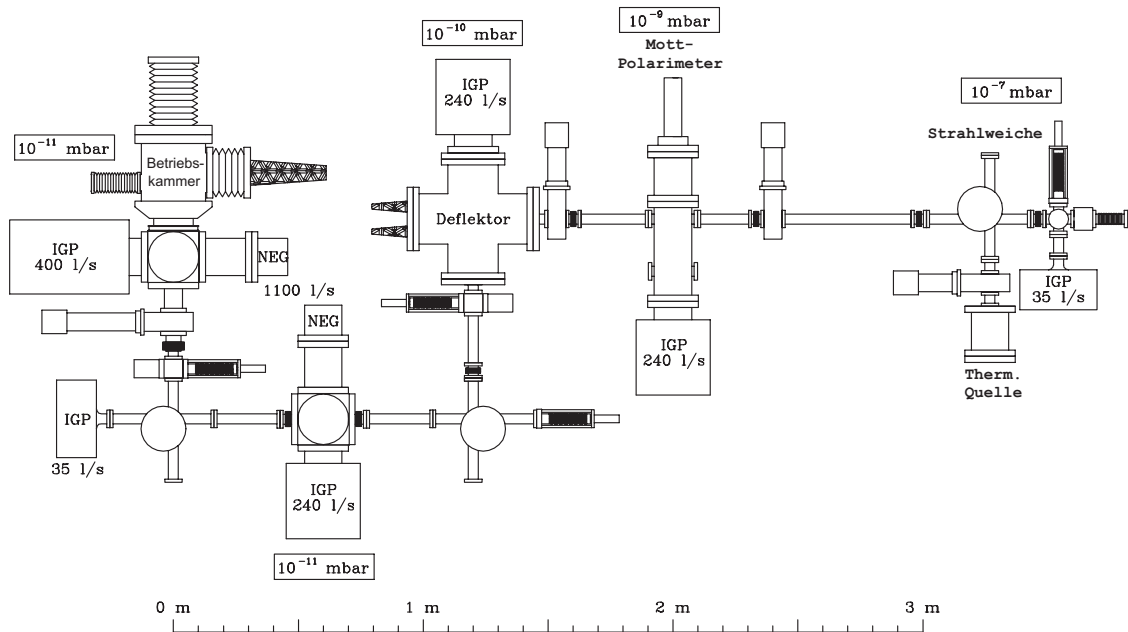 10⁻¹⁰ mbar
10⁻⁹ mbar
Mott-
Polarimeter
IGP
240 l/s
10⁻⁷ mbar
Strahlweiche
10⁻¹¹ mbar
Betriebs-
kammer
Deflektor
IGP
400 l/s
NEG
1100 l/s
IGP
35 l/s
NEG
IGP
240 l/s
Therm.
Quelle
IGP
35 l/s
IGP
240 l/s
10⁻¹¹ mbar
0 m 1 m 2 m 3 m